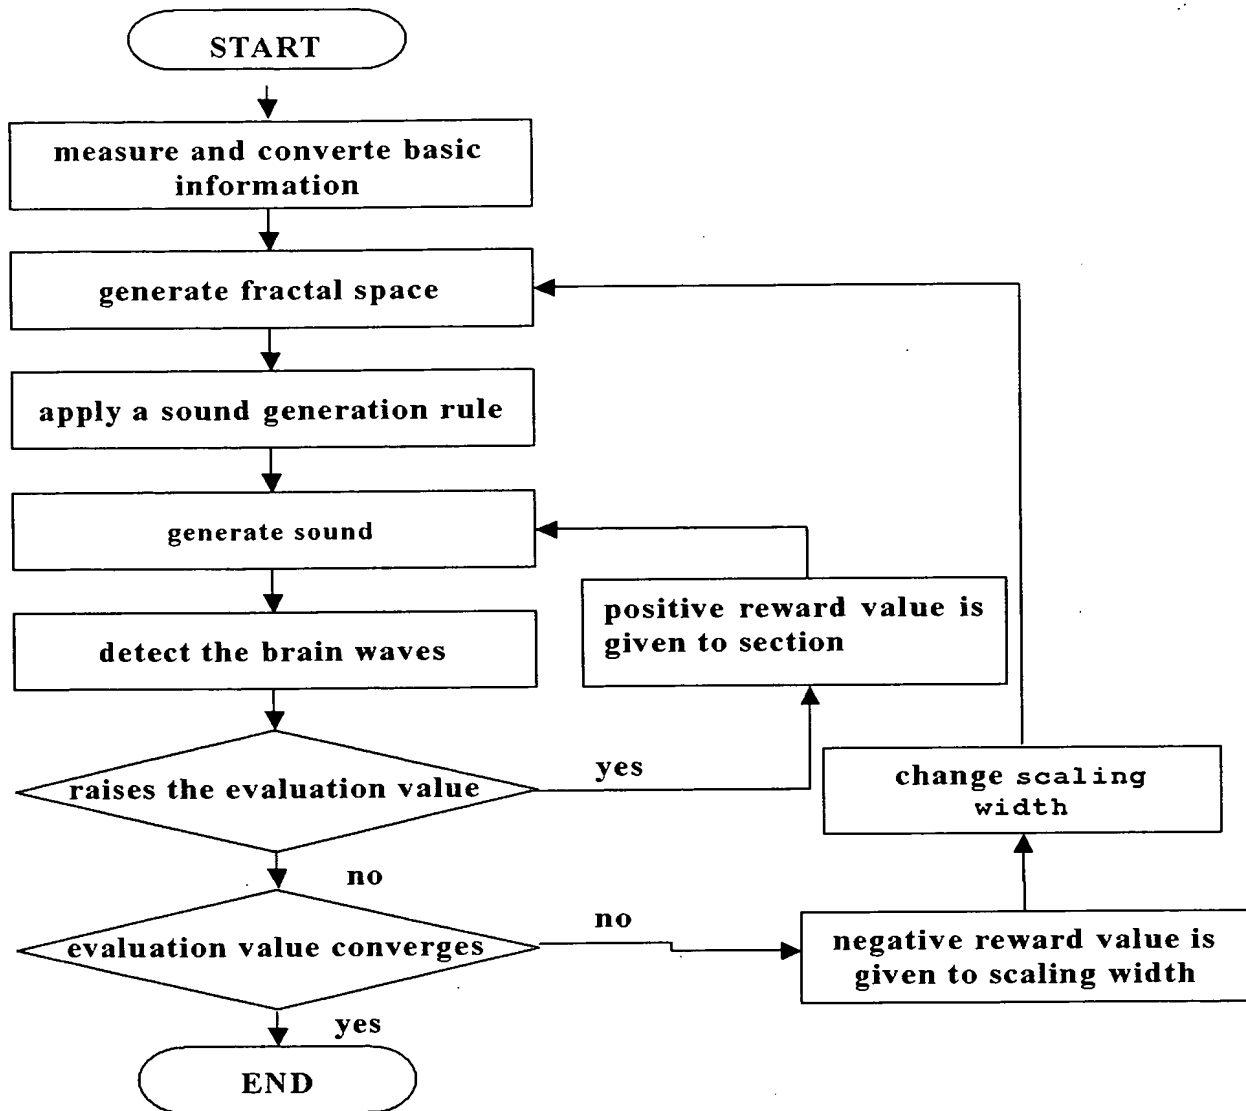 START
measure and converte basic
information
generate fractal space
apply a sound generation rule
generate sound
positive reward value is
given to section
detect the brain waves
raises the evaluation value
yes
change scaling
width
no
evaluation value converges
no
negative reward value is
given to scaling width
yes
END